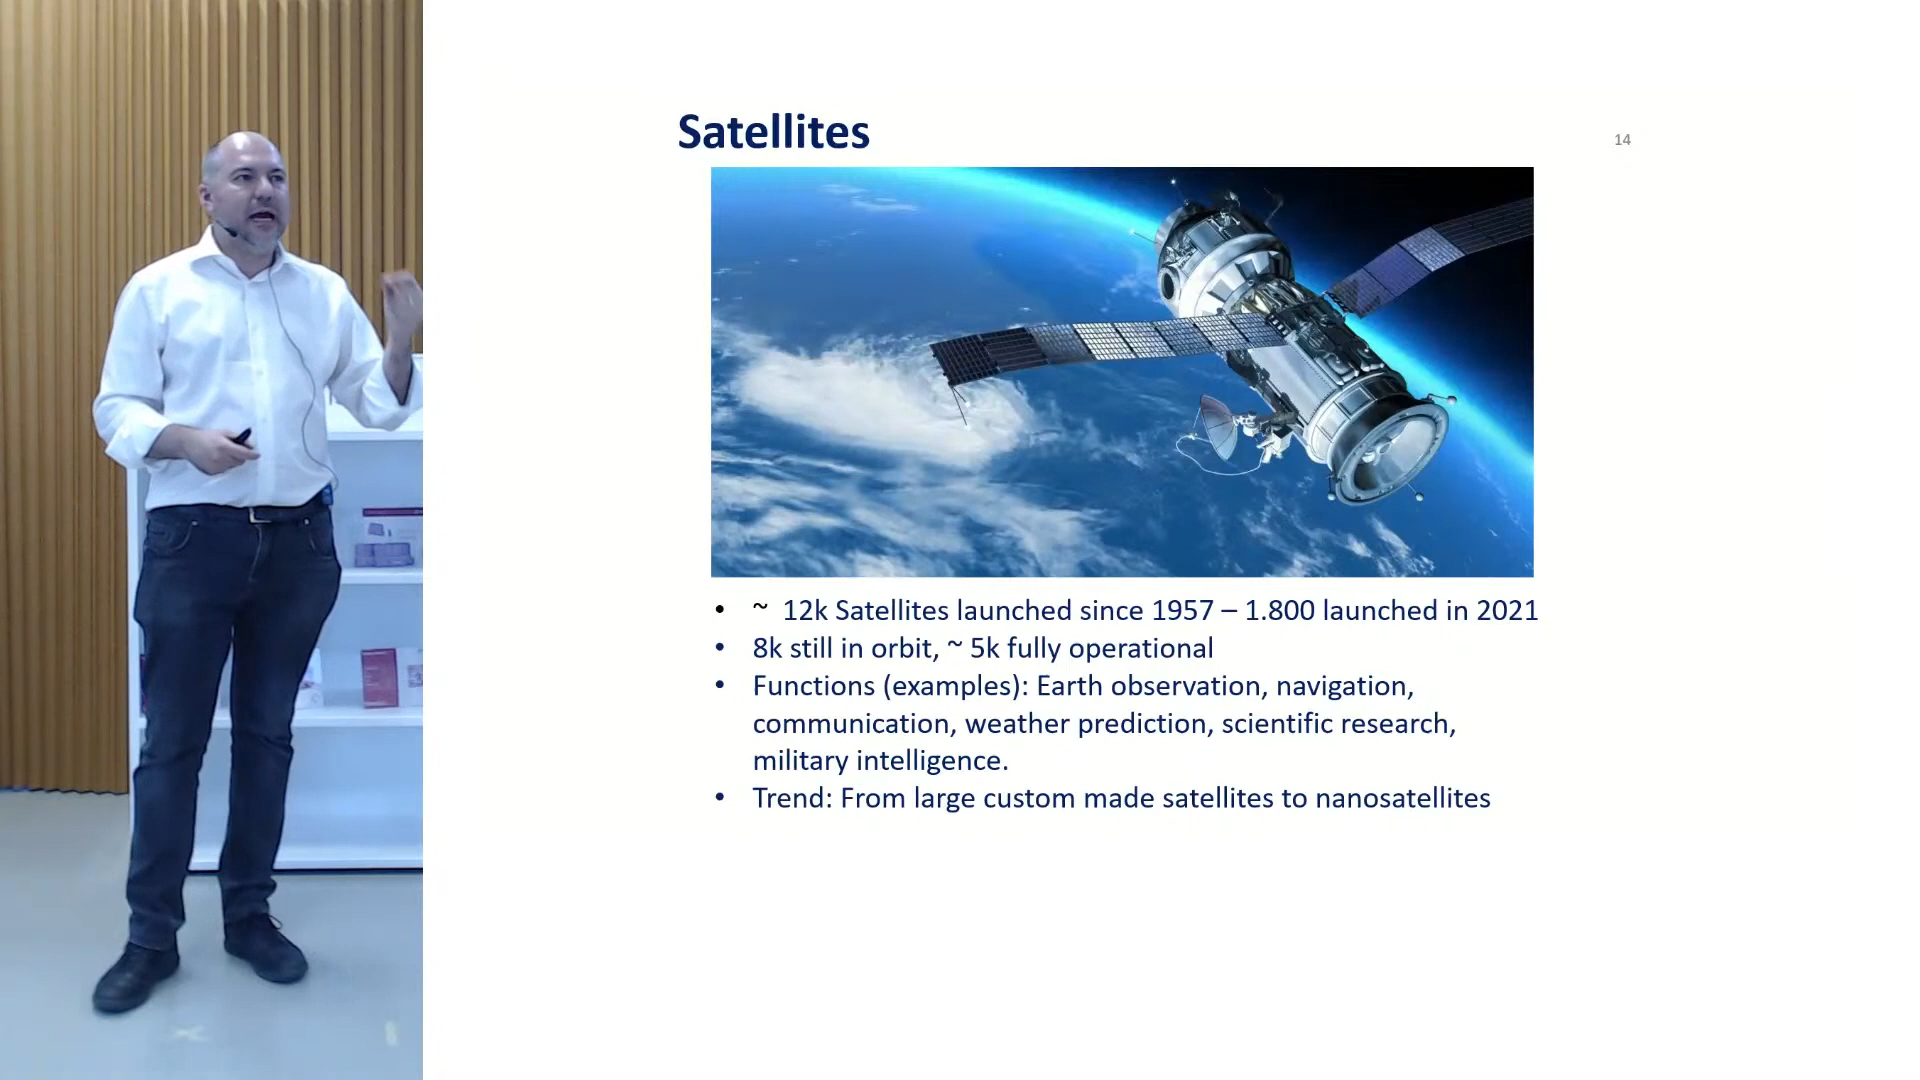 Satellites
14
• ~ 12k Satellites launched since 1957 – 1.800 launched in 2021
• 8k still in orbit, ~ 5k fully operational
• Functions (examples): Earth observation, navigation,
communication, weather prediction, scientific research,
military intelligence.
• Trend: From large custom made satellites to nanosatellites